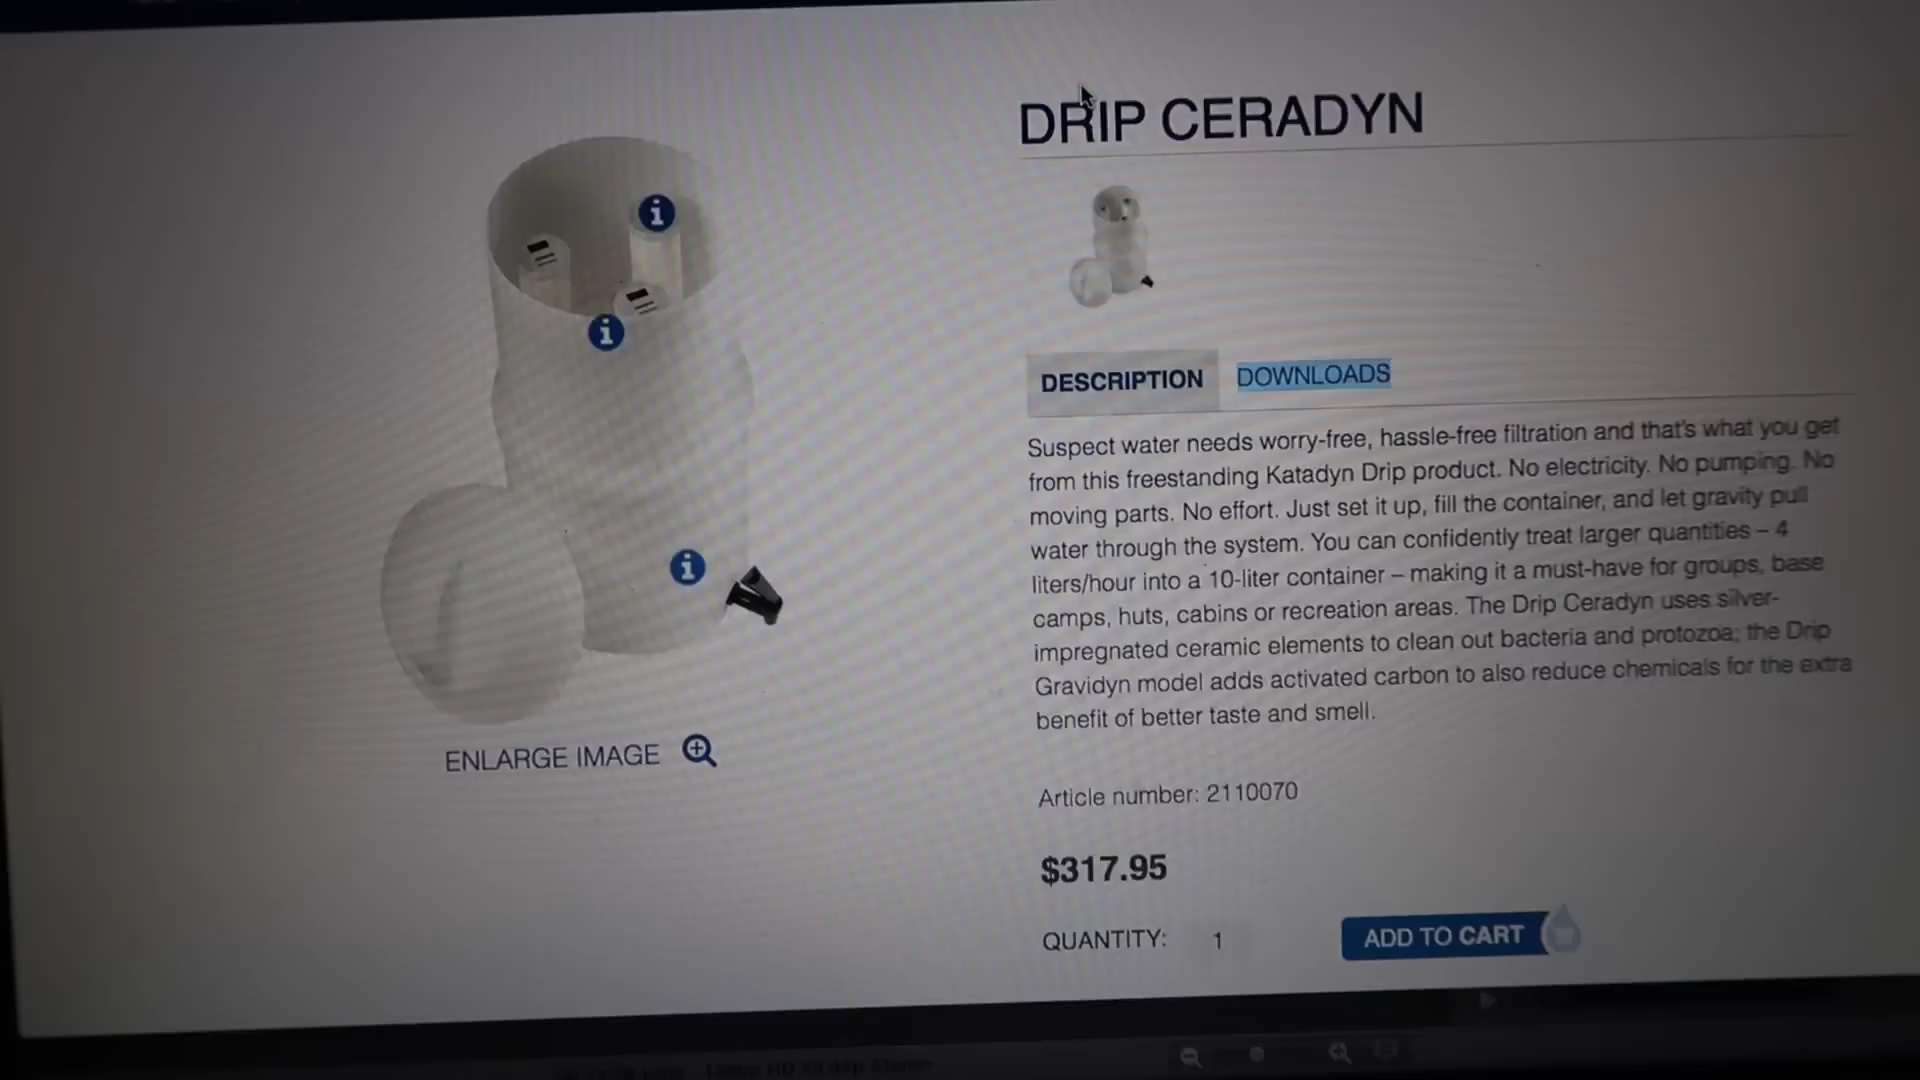 DRIP CERADYN
DESCRIPTION DOWNLOADS
Suspect water needs worry-free, hassle-free filtration and that's what you get
from this freestanding Katadyn Drip product. No electricity. No pumping. No
moving parts. No effort. Just set it up, fill the container, and let gravity pull
water through the system. You can confidently treat larger quantities – 4
liters/hour into a 10-liter container – making it a must-have for groups, base
camps, huts, cabins or recreation areas. The Drip Ceradyn uses silver-
impregnated ceramic elements to clean out bacteria and protozoa; the Drip
Gravidyn model adds activated carbon to also reduce chemicals for the extra
benefit of better taste and smell.
ENLARGE IMAGE
Article number: 2110070
$317.95
QUANTITY: 1
ADD TO CART